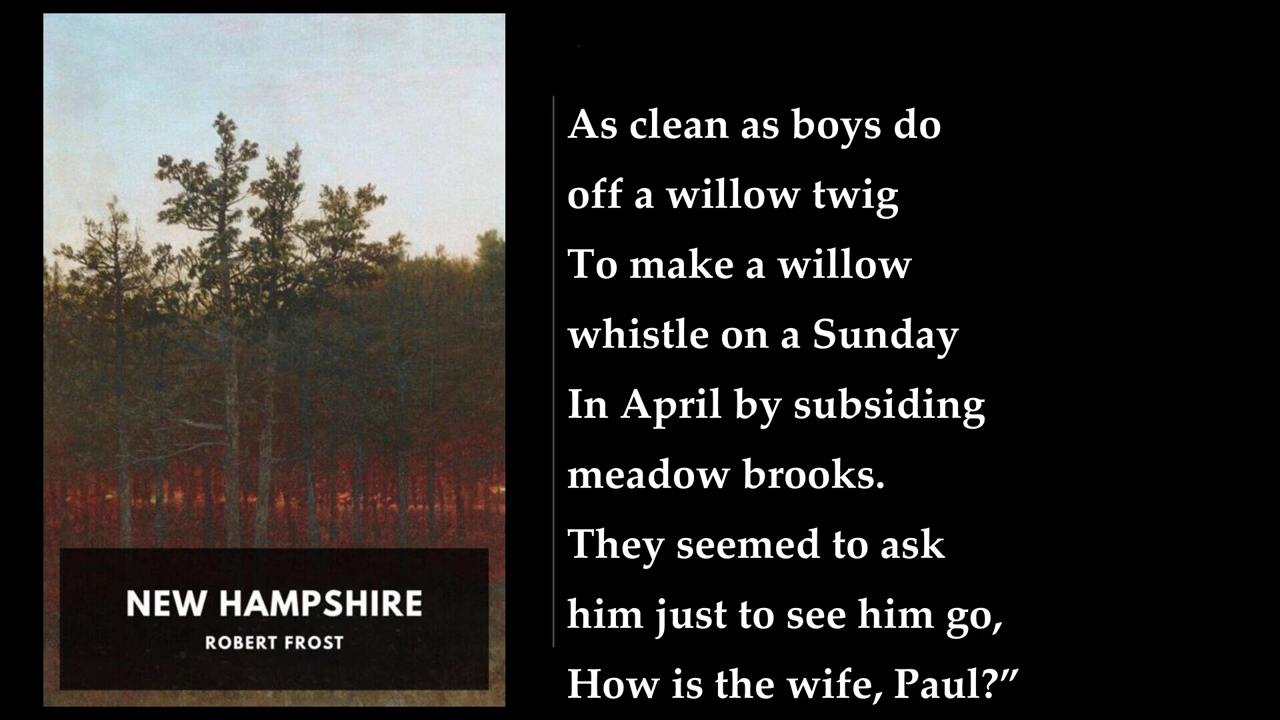 NEW HAMPSHIRE
ROBERT FROST
As clean as boys do
off a willow twig
To make a willow
whistle on a Sunday
In April by subsiding
meadow brooks.
They seemed to ask
him just to see him go,
How is the wife, Paul?”